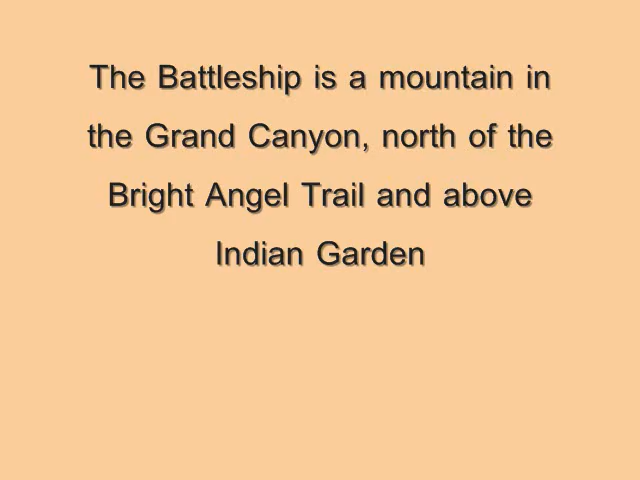 The Battleship is a mountain in
the Grand Canyon, north of the
Bright Angel Trail and above
Indian Garden